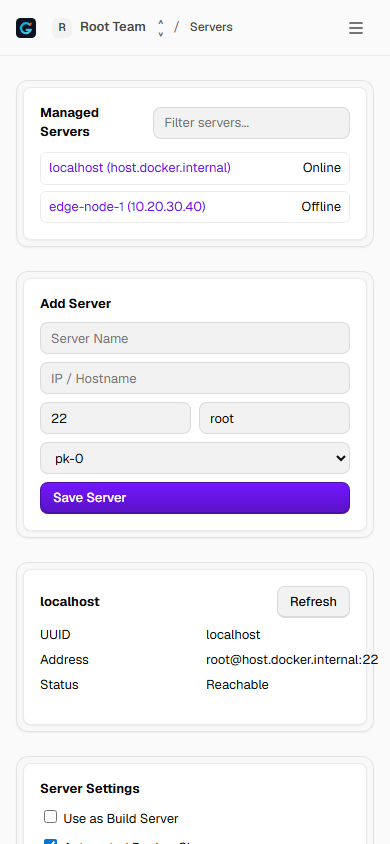 R Root Team / Servers
Managed
Servers
Filter servers...
localhost (host.docker.internal) Online
edge-node-1 (10.20.30.40) Offline
Add Server
Server Name
IP / Hostname
22 root
pk-0
Save Server
localhost Refresh
UUID localhost
Address root@host.docker.internal:22
Status Reachable
Server Settings
Use as Build Server